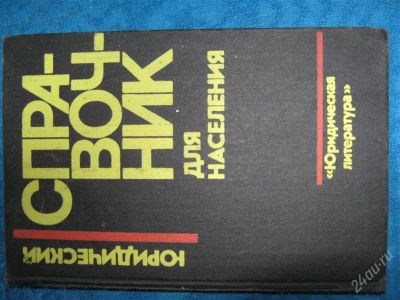 ЮРИДИЧЕСКИЙ
СПРА-
ВОЧ-
НИК
ДЛЯ
НАСЕЛЕНИЯ
«Юридическая
литература»
24au.ru